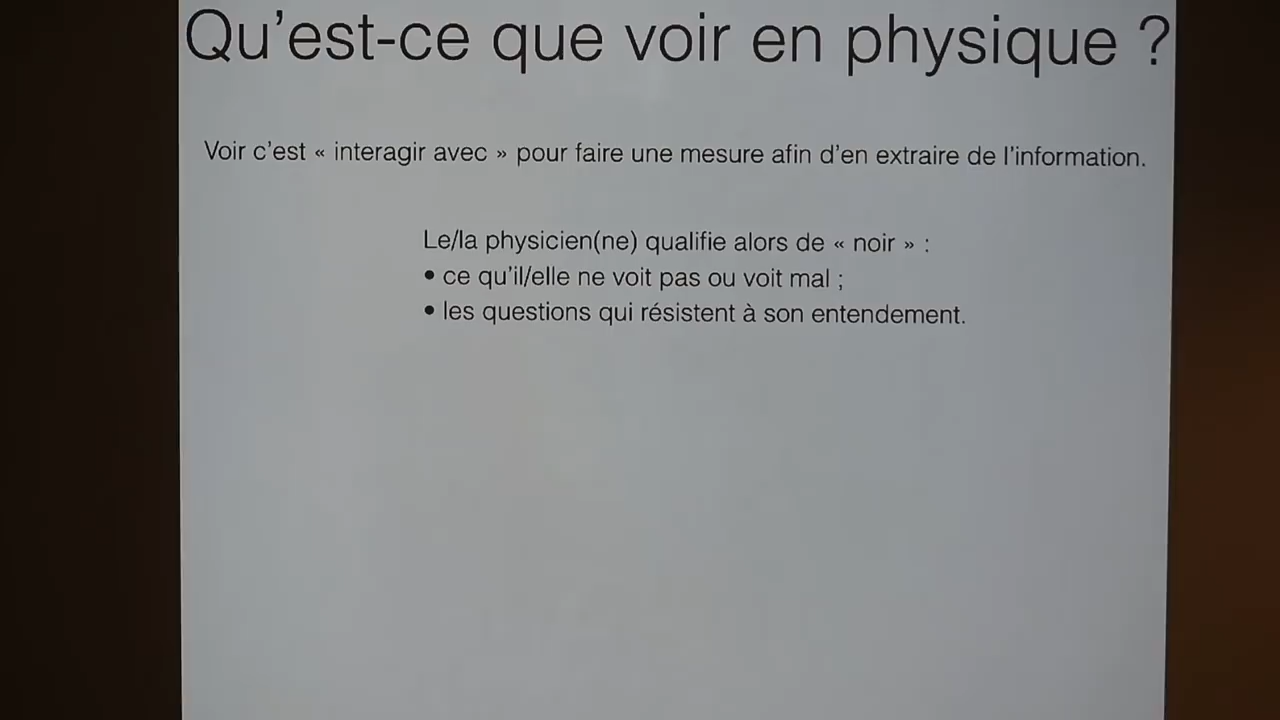 Qu’est-ce que voir en physique ?
Voir c’est « interagir avec » pour faire une mesure afin d’en extraire de l’information.
Le/la physicien(ne) qualifie alors de « noir » :
• ce qu’il/elle ne voit pas ou voit mal ;
• les questions qui résistent à son entendement.